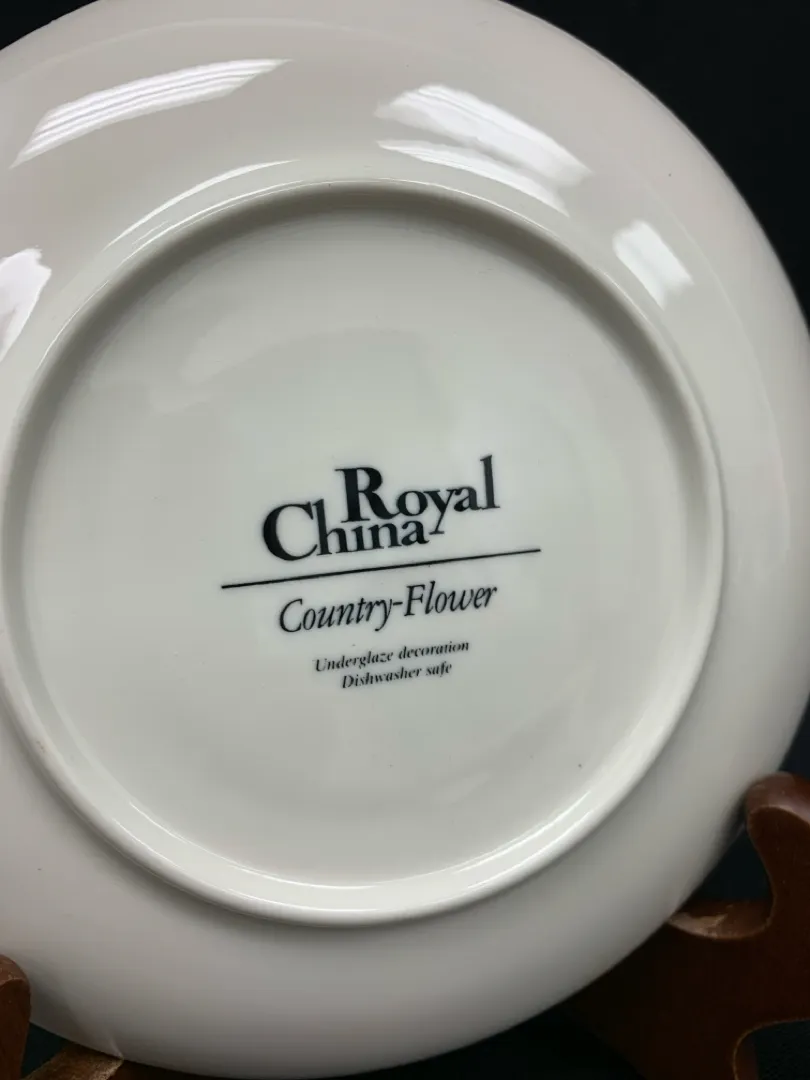 Royal
China
Country-Flower
Underglaze decoration
Dishwasher safe